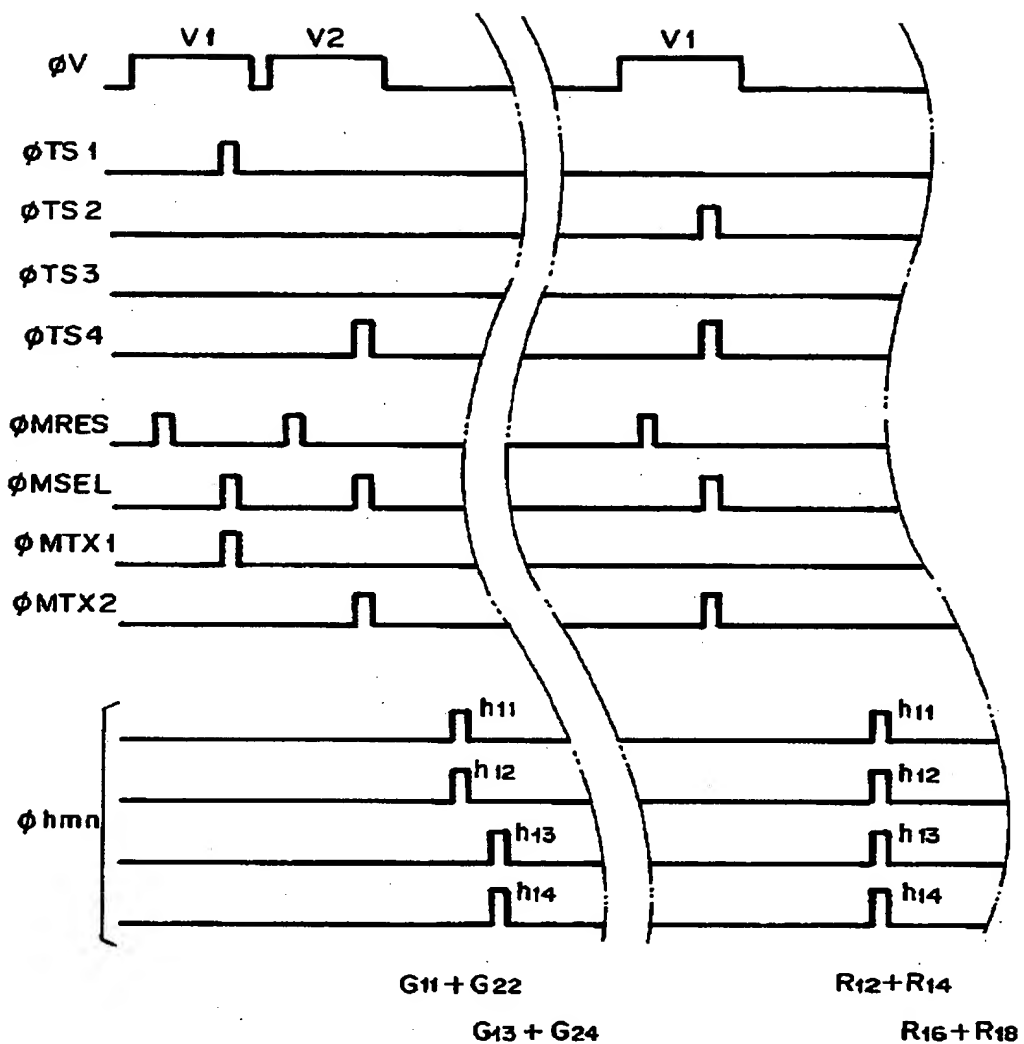 V1 V2 V1
φV
φTS1
φTS2
φTS3
φTS4
φMRES
φMSEL
φMTX1
φMTX2
h11 h11
h12 h12
φhmn
h13 h13
h14 h14
G11+G22 R12+R14
G13+G24 R16+R18